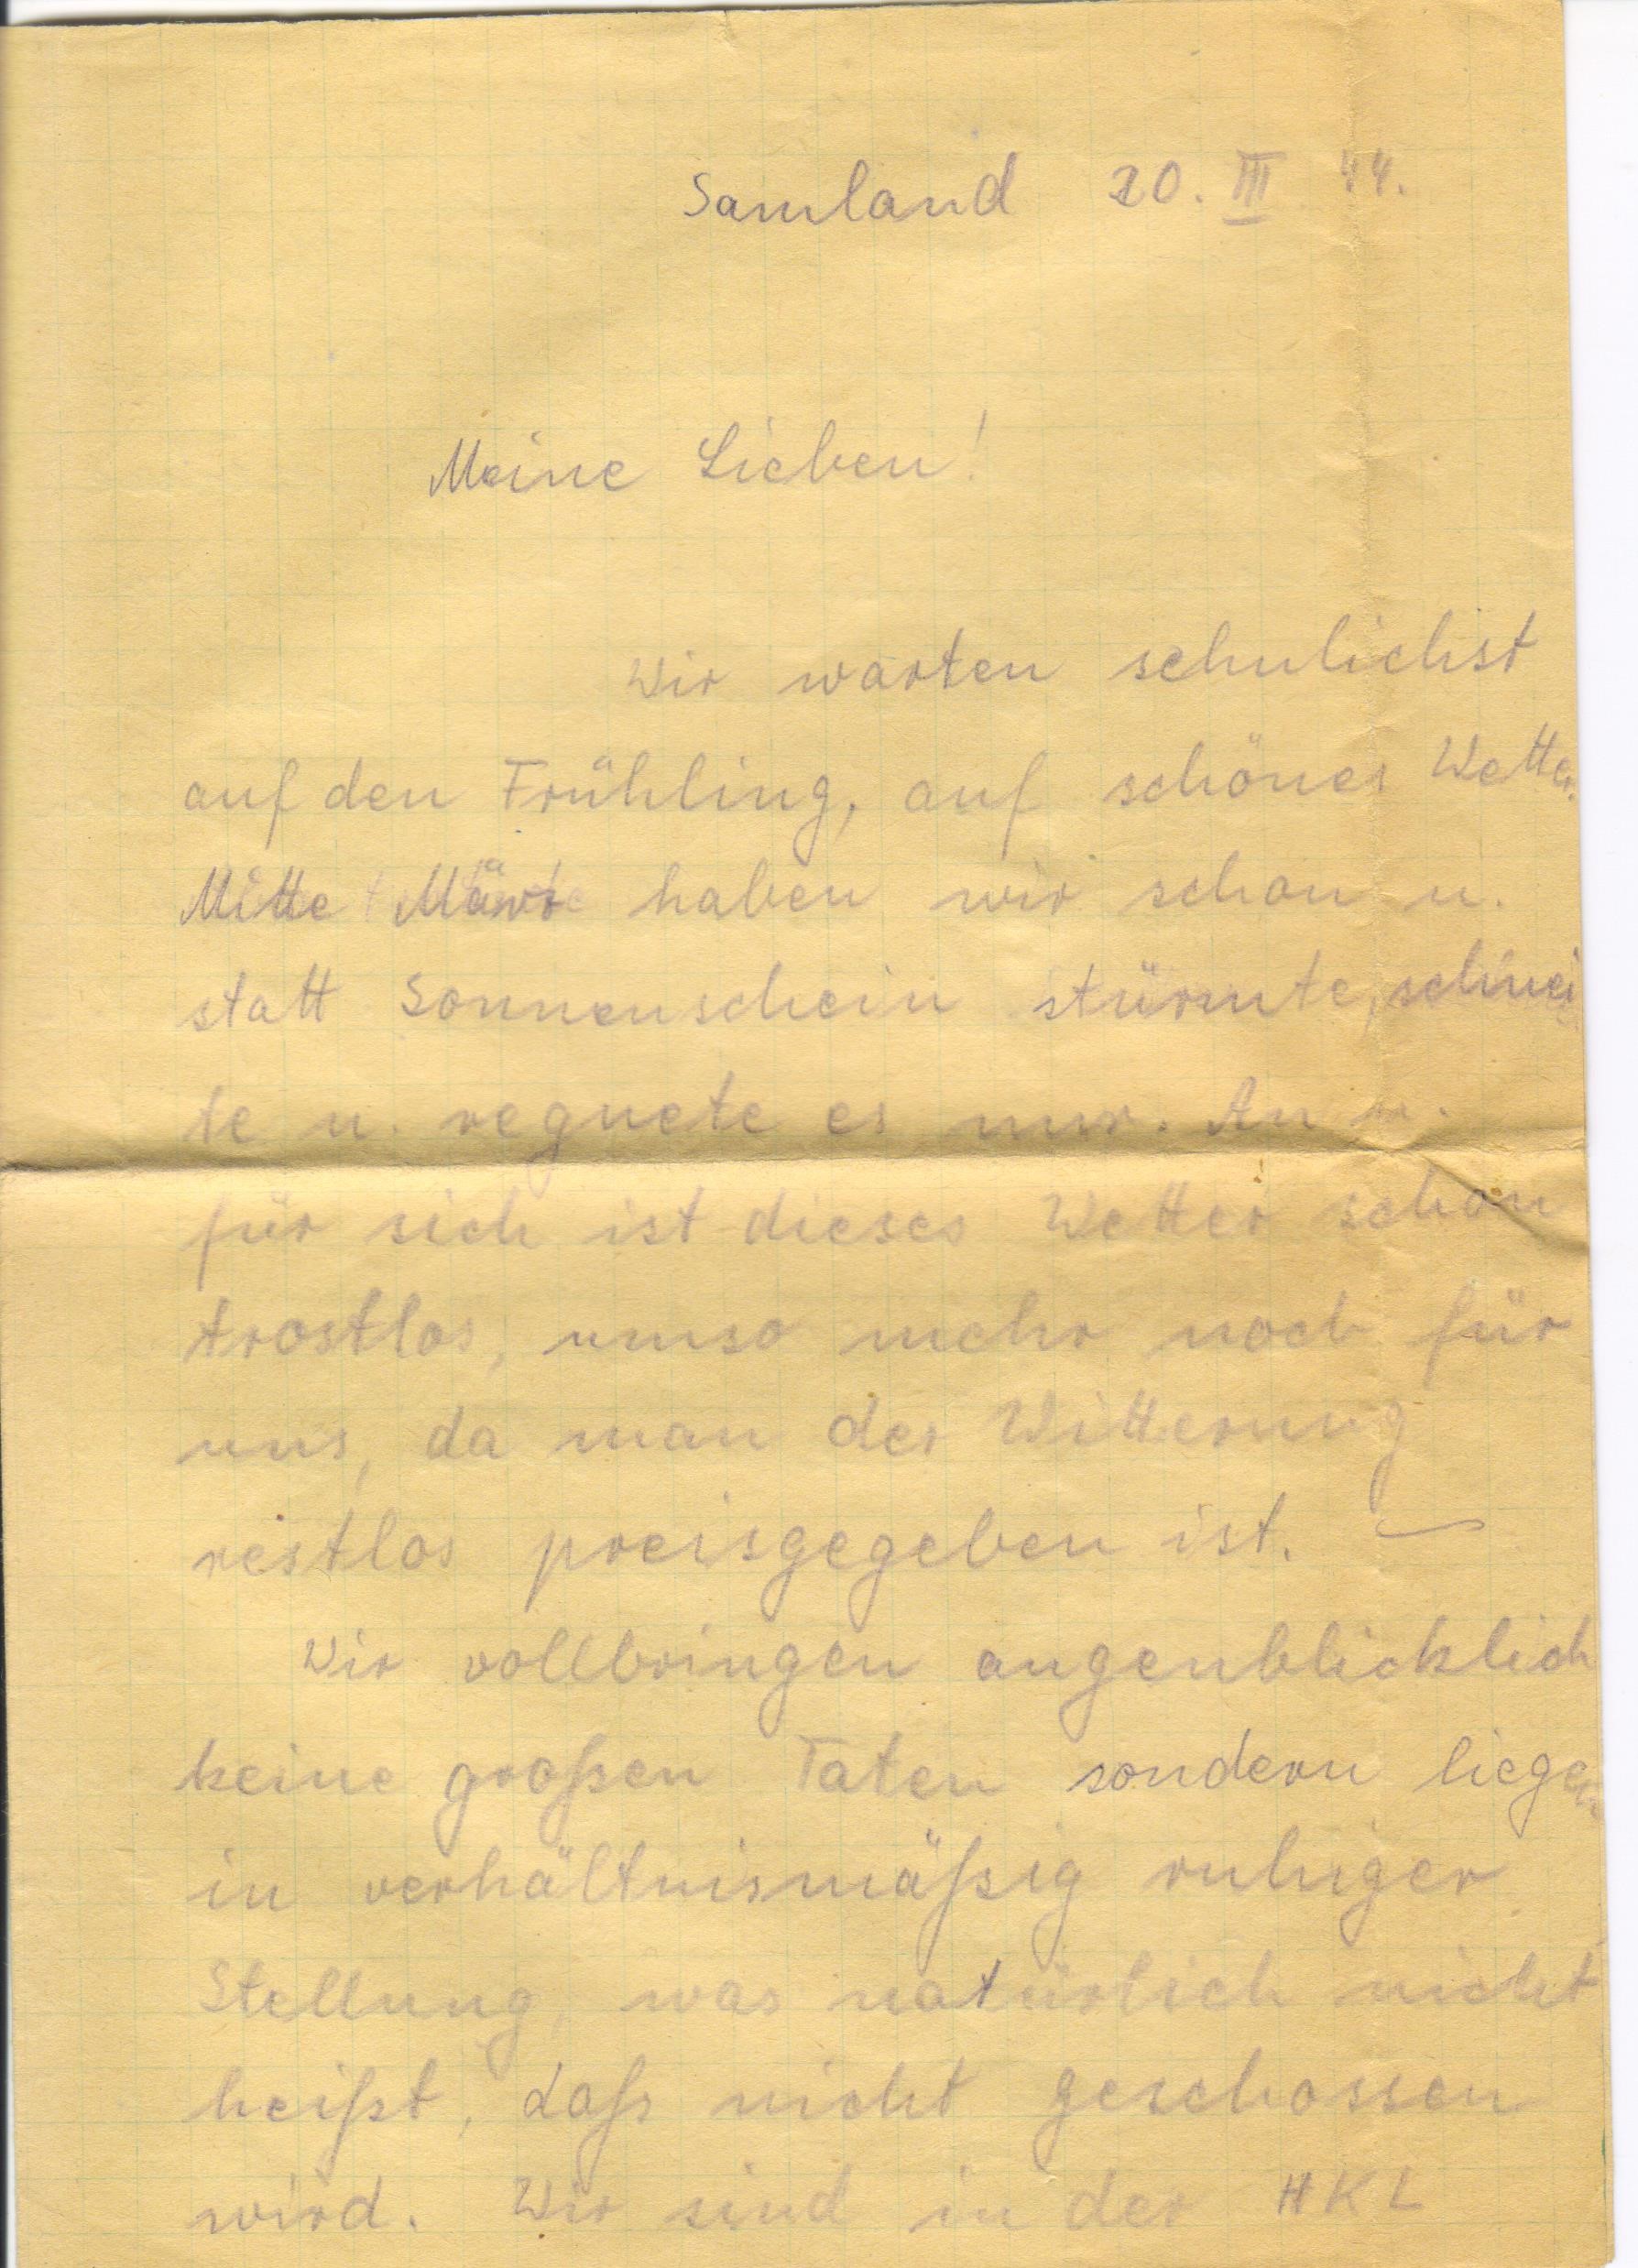 Samland 20. III 44.
Meine Lieben!
Wir warten sehnlichst
auf den Frühling, auf schönes Wetter.
Mitte März haben wir schon u.
statt Sonnenschein stürmte, schnei
te u. regnete es nur. An u.
für sich ist dieses Wetter schon
trostlos, umso mehr noch für
uns, da man der Witterung
restlos preisgegeben ist. –
Wir vollbringen augenblicklich
keine großen Taten sondern liegen
in verhältnismäßig ruhiger
Stellung, was natürlich nicht
heißt, daß nicht geschossen
wird. Wir sind in der HKL